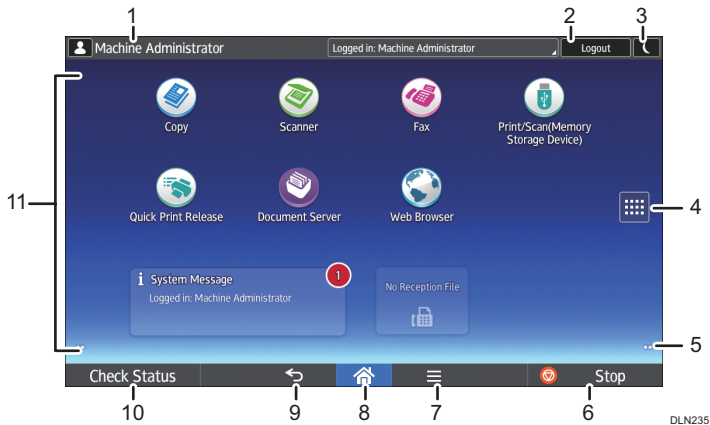 1
2
3
Machine Administrator
Logged in: Machine Administrator
Logout
Copy
Scanner
Fax
Print/Scan(Memory
Storage Device)
11
Quick Print Release
Document Server
Web Browser
4
i System Message
1
Logged in: Machine Administrator
No Reception File
5
Check Status
Stop
10
9
8
7
6
DLN235